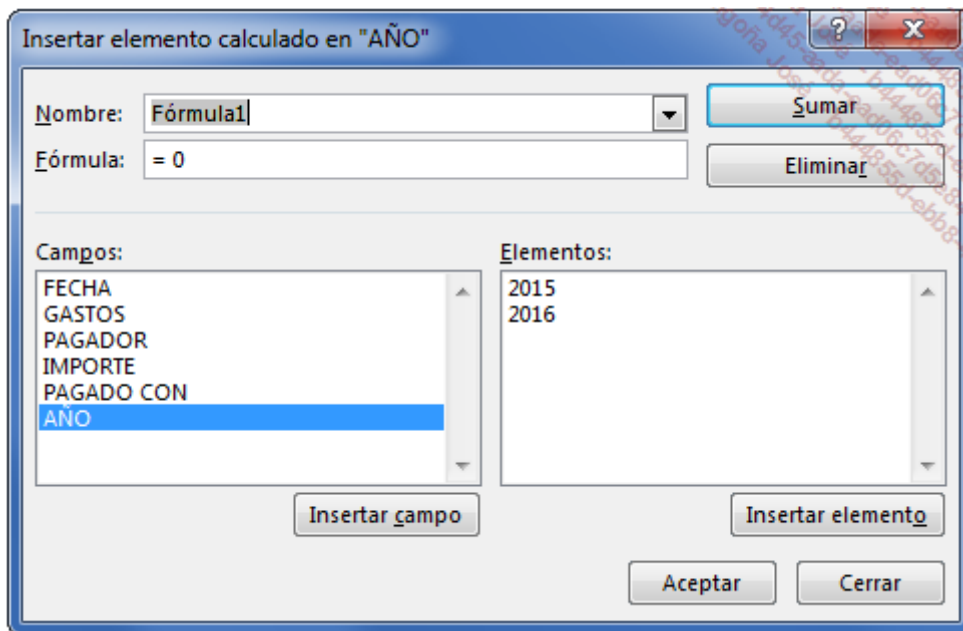 Insertar elemento calculado en "AÑO"
Nombre: Fórmula1 Sumar
Fórmula: = 0 Eliminar
Campos: Elementos:
FECHA 2015
GASTOS 2016
PAGADOR
IMPORTE
PAGADO CON
AÑO
Insertar campo Insertar elemento
Aceptar Cerrar